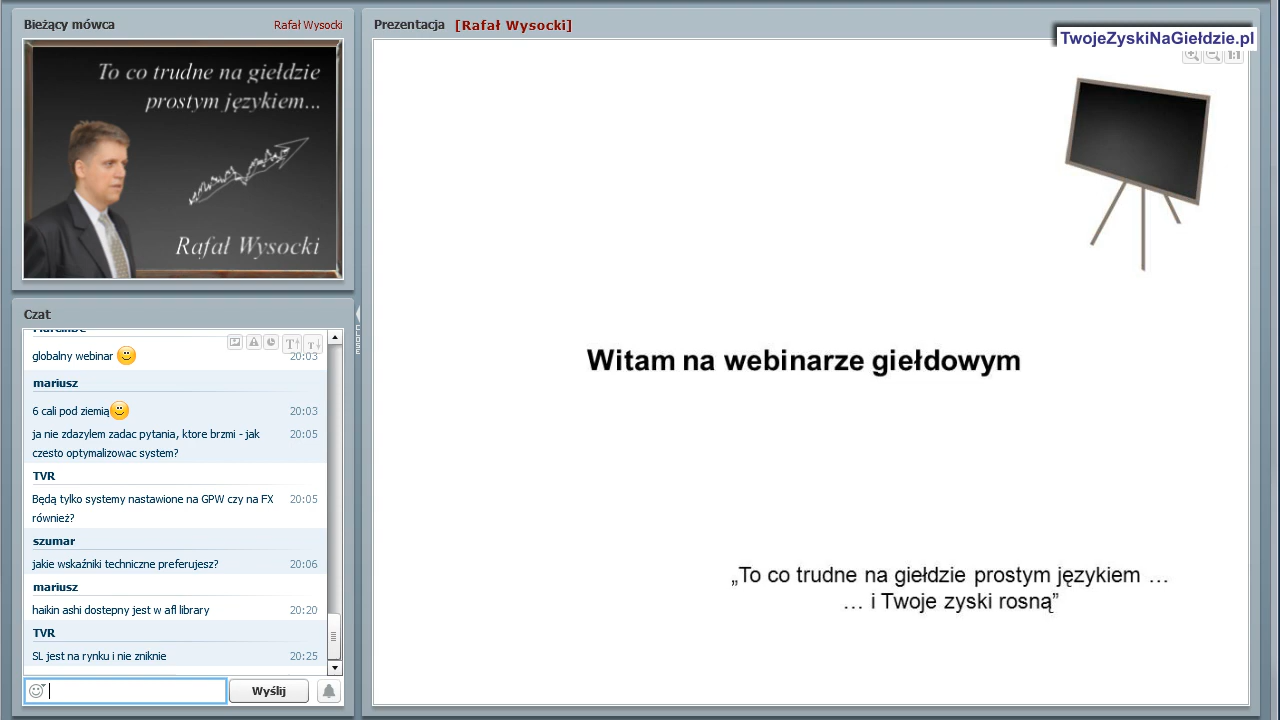 Bieżący mówca
Rafał Wysocki
To co trudne na giełdzie
prostym językiem...
Rafał Wysocki
Czat
globalny webinar
20:03
mariusz
6 cali pod ziemią
20:03
ja nie zdazylem zadac pytania, ktore brzmi - jak
20:05
czesto optymalizowac system?
TVR
Będą tylko systemy nastawione na GPW czy na FX
20:05
również?
szumar
jakie wskaźniki techniczne preferujesz?
20:06
mariusz
haikin ashi dostepny jest w afl library
20:20
TVR
SL jest na rynku i nie zniknie
20:25
Wyślij
CLOSE
Prezentacja
[Rafał Wysocki]
TwojeZyskiNaGiełdzie.pl
1:1
Witam na webinarze giełdowym
„To co trudne na giełdzie prostym językiem …
… i Twoje zyski rosną”